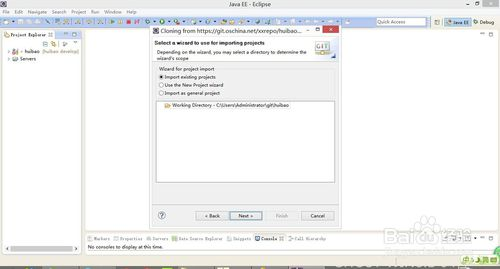 Java EE - Eclipse
File Edit Navigate Search Project Run Window Help
Quick Access
Java EE
Debug
Project Explorer
huibao [huibao develop]
Servers
Cloning from https://git.oschina.net/xxrepo/huibao...
Select a wizard to use for importing projects
Depending on the wizard, you may select a directory to determine the
wizard's scope
GIT
Wizard for project import
Import existing projects
Use the New Project wizard
Import as general project
Working Directory - C:\Users\Administrator\git\huibao
< Back
Next >
Finish
Cancel
Markers
Properties
Servers
Data Source Explorer
Snippets
Console
Call Hierarchy
No consoles to display at this time.
Baidu 经验